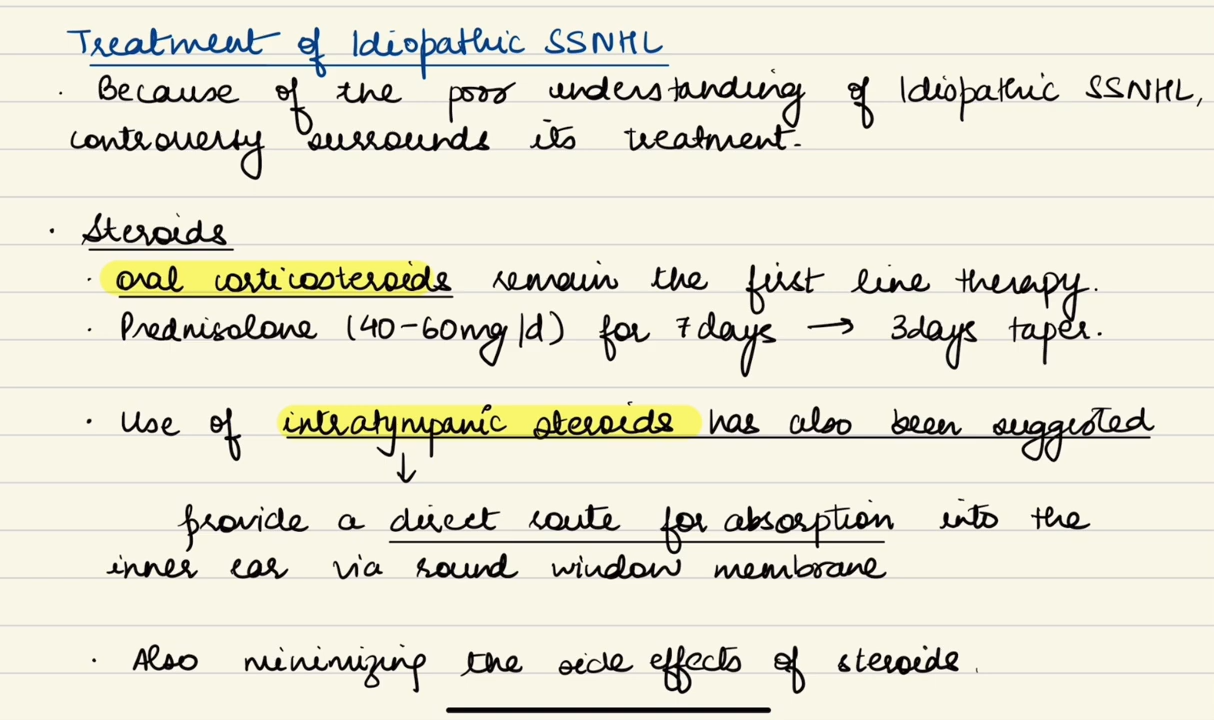 Treatment of Idiopathic SSNHL
· Because of the poor understanding of Idiopathic SSNHL,
controversy surrounds its treatment.
· Steroids
· oral corticosteroids remain the first line therapy.
· Prednisolone (40-60mg/d) for 7days → 3days taper.
· Use of intratympanic steroids has also been suggested
↓
provide a direct route for absorption into the
inner ear via round window membrane
· Also minimizing the side effects of steroids.